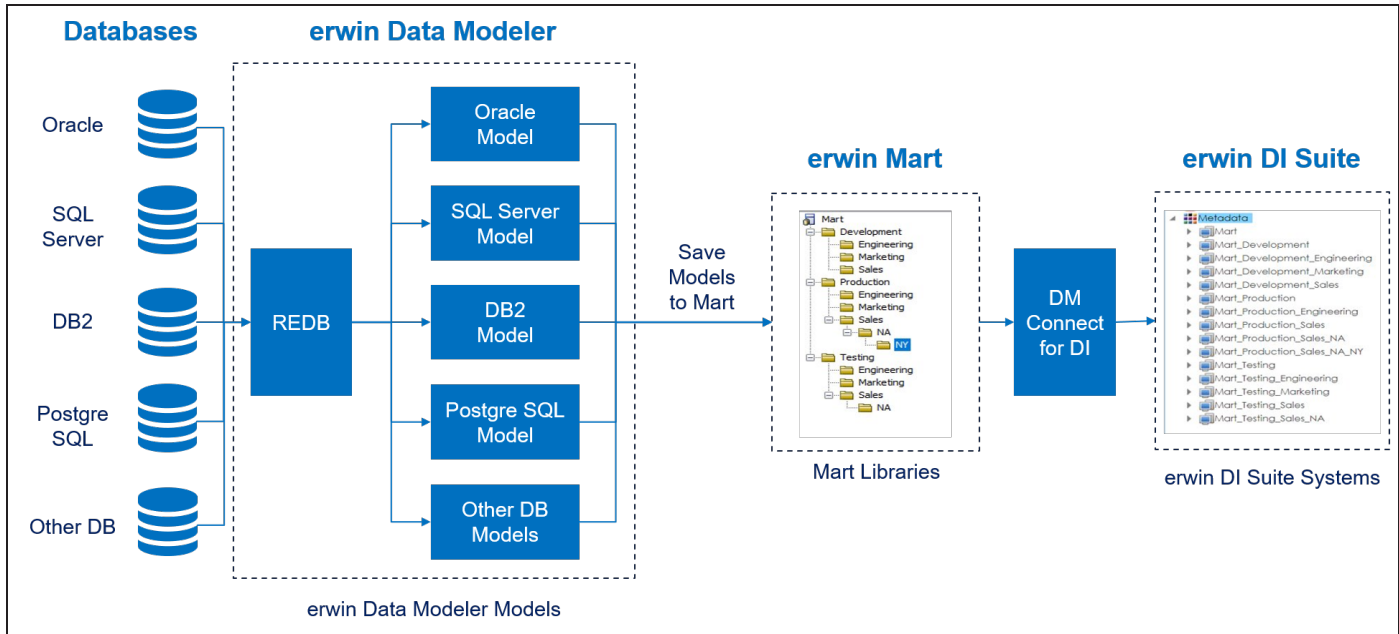 Databases
erwin Data Modeler
Oracle
SQL
Server
DB2
Postgre
SQL
Other DB
REDB
Oracle
Model
SQL Server
Model
DB2
Model
Postgre SQL
Model
Other DB
Models
erwin Data Modeler Models
Save
Models
to Mart
erwin Mart
Mart
Development
Engineering
Marketing
Sales
Production
Engineering
Marketing
Sales
NA
NY
Testing
Engineering
Marketing
Sales
NA
Mart Libraries
DM
Connect
for DI
erwin DI Suite
Metadata
Mart
Mart_Development
Mart_Development_Engineering
Mart_Development_Marketing
Mart_Development_Sales
Mart_Production
Mart_Production_Engineering
Mart_Production_Sales
Mart_Production_Sales_NA
Mart_Production_Sales_NA_NY
Mart_Testing
Mart_Testing_Engineering
Mart_Testing_Marketing
Mart_Testing_Sales
Mart_Testing_Sales_NA
erwin DI Suite Systems